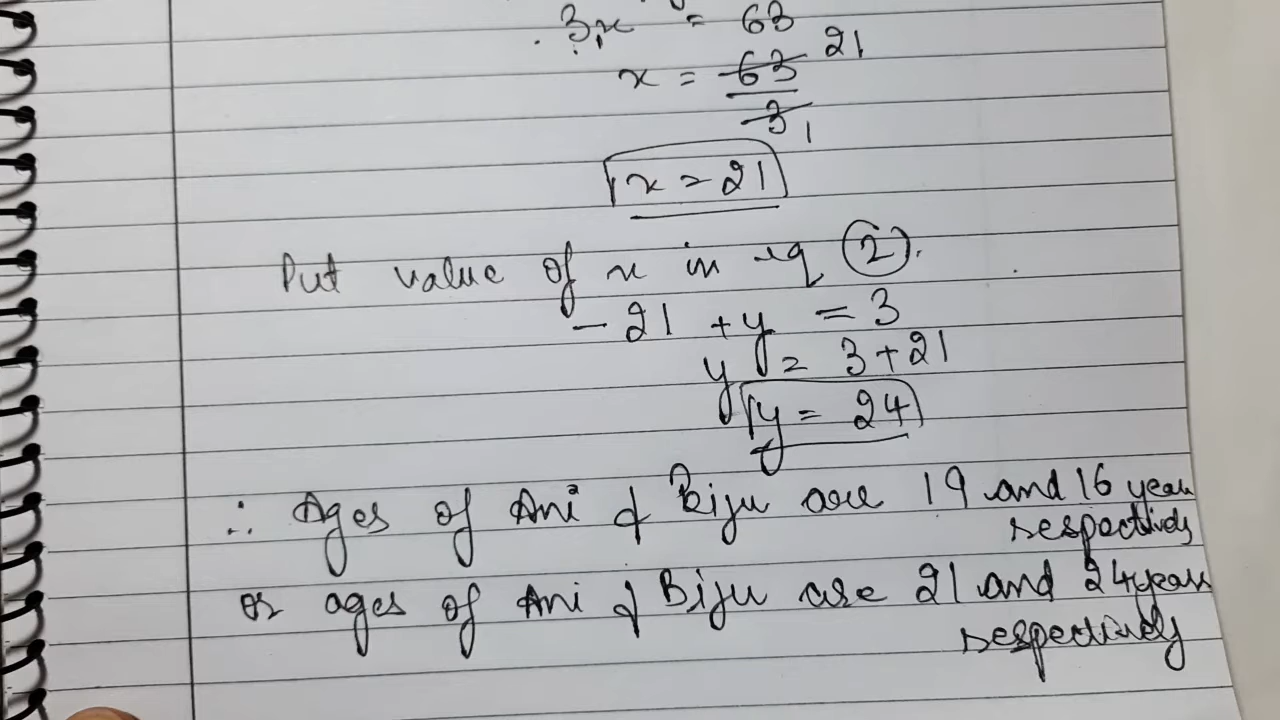 3x = 63
x = 63/3 21 1
x = 21
Put value of x in eq (2).
- 21 + y = 3
y = 3 + 21
y = 24
∴ Ages of Ani & Biju are 19 and 16 year
respectively
or ages of Ani & Biju are 21 and 24 years
respectively